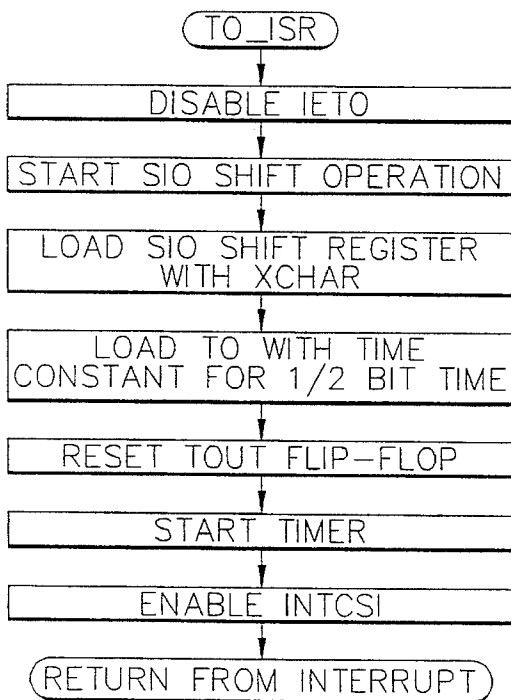 TO_ISR
DISABLE IETO
START SIO SHIFT OPERATION
LOAD SIO SHIFT REGISTER
WITH XCHAR
LOAD TO WITH TIME
CONSTANT FOR 1/2 BIT TIME
RESET TOUT FLIP-FLOP
START TIMER
ENABLE INTCSI
RETURN FROM INTERRUPT